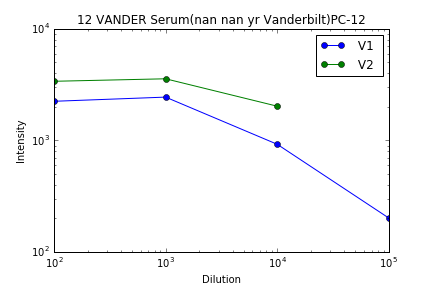 12 VANDER Serum(nan nan yr Vanderbilt)PC-12
10^4
V1
V2
10^3
Intensity
10^2
10^2 10^3 10^4 10^5
Dilution